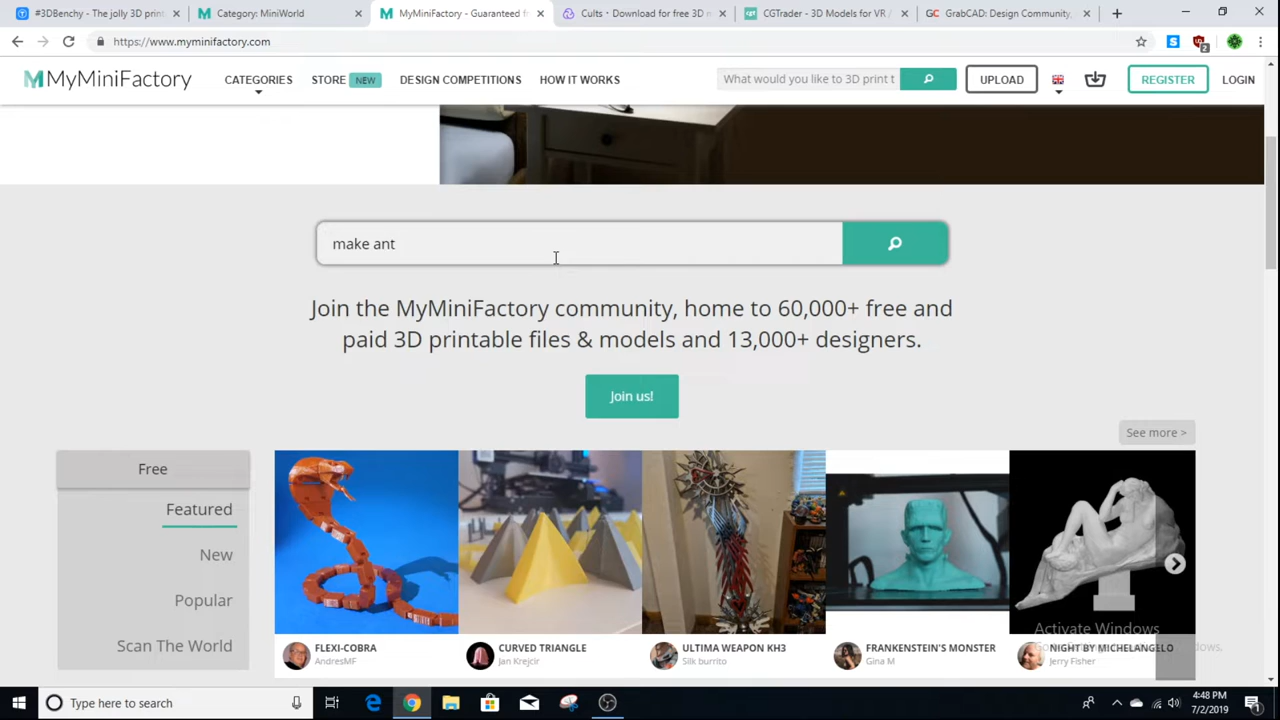 #3DBenchy - The jolly 3D print
Category: MiniWorld
MyMiniFactory - Guaranteed f
Cults・Download for free 3D m
CGTrader - 3D Models for VR /
GrabCAD: Design Community,
https://www.myminifactory.com
2
MyMiniFactory
CATEGORIES
STORE NEW
DESIGN COMPETITIONS
HOW IT WORKS
What would you like to 3D print t
UPLOAD
REGISTER
LOGIN
make ant
Join the MyMiniFactory community, home to 60,000+ free and
paid 3D printable files & models and 13,000+ designers.
Join us!
See more >
Free
Featured
New
Popular
Scan The World
FLEXI-COBRA
AndresMF
CURVED TRIANGLE
Jan Krejcir
ULTIMA WEAPON KH3
Silk burrito
FRANKENSTEIN'S MONSTER
Gina M
NIGHT BY MICHELANGELO
Jerry Fisher
Activate Windows
Type here to search
4:48 PM
7/2/2019
1